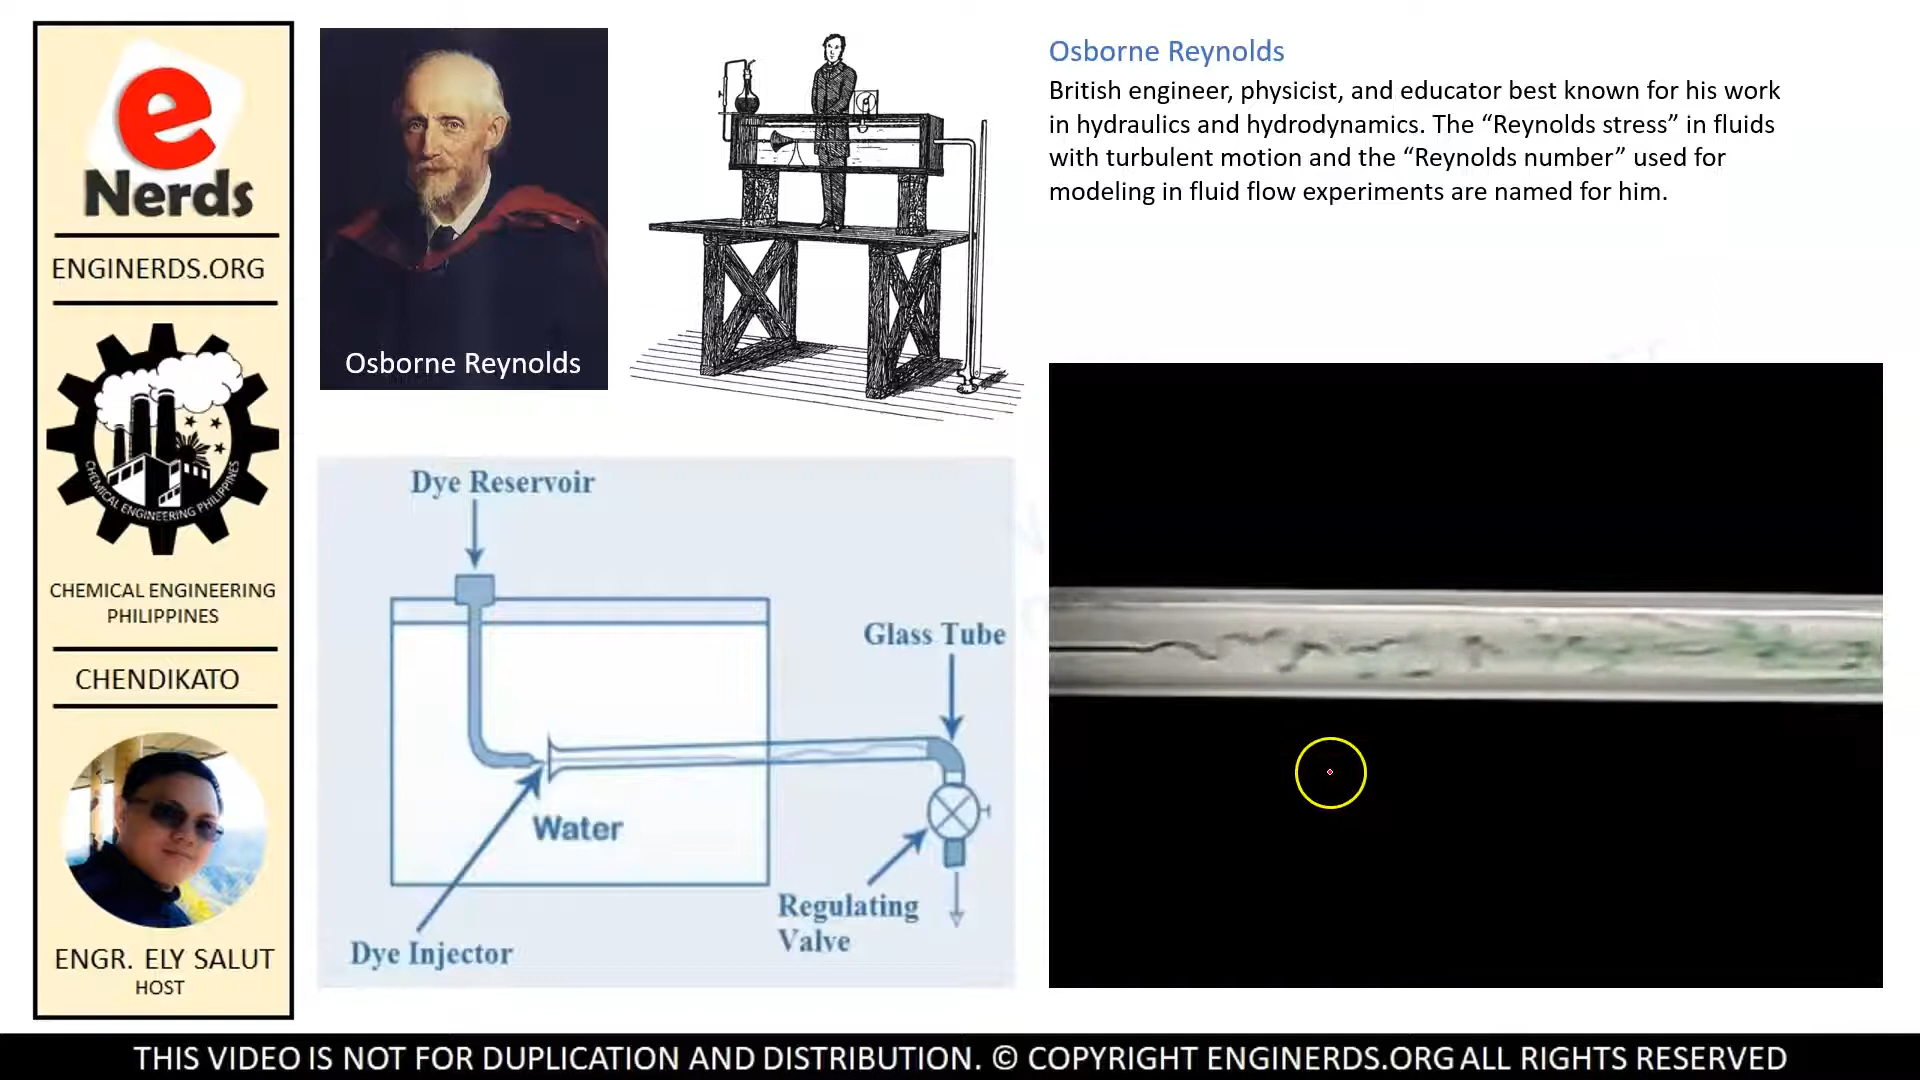 e
Nerds
ENGINERDS.ORG
CHEMICAL ENGINEERING PHILIPPINES
CHEMICAL ENGINEERING
PHILIPPINES
CHENDIKATO
ENGR. ELY SALUT
HOST
Osborne Reynolds
Osborne Reynolds
British engineer, physicist, and educator best known for his work
in hydraulics and hydrodynamics. The “Reynolds stress” in fluids
with turbulent motion and the “Reynolds number” used for
modeling in fluid flow experiments are named for him.
Dye Reservoir
Glass Tube
Water
Regulating
Valve
Dye Injector
THIS VIDEO IS NOT FOR DUPLICATION AND DISTRIBUTION. © COPYRIGHT ENGINERDS.ORG ALL RIGHTS RESERVED